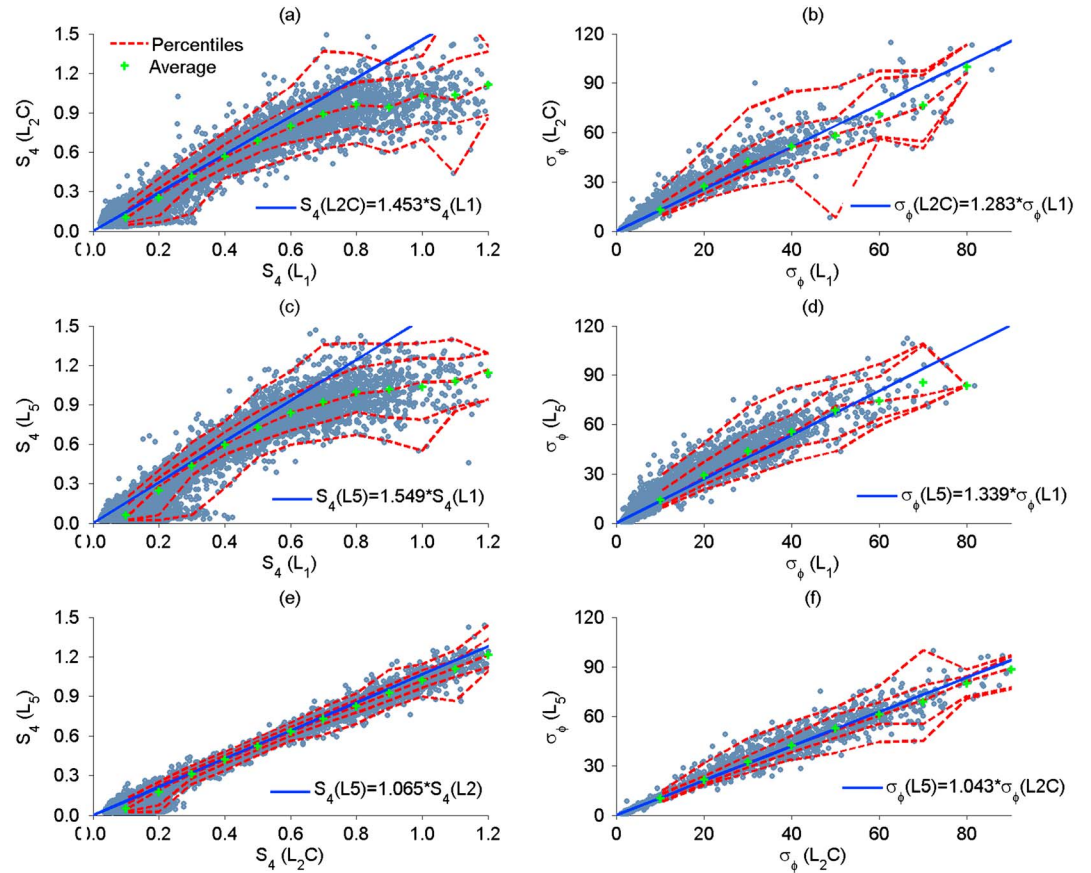 (a)
1.5
1.2
0.9
0.6
0.3
0.0
S4 (L2C)
Percentiles
Average
S4(L2C)=1.453*S4(L1)
0.0 0.2 0.4 0.6 0.8 1.0 1.2
S4 (L1)
(b)
120
90
60
30
0
σϕ (L2C)
σϕ(L2C)=1.283*σϕ(L1)
0 20 40 60 80
σϕ (L1)
(c)
1.5
1.2
0.9
0.6
0.3
0.0
S4 (L5)
S4(L5)=1.549*S4(L1)
0.0 0.2 0.4 0.6 0.8 1.0 1.2
S4 (L1)
(d)
120
90
60
30
0
σϕ (L5)
σϕ(L5)=1.339*σϕ(L1)
0 20 40 60 80
σϕ (L1)
(e)
1.5
1.2
0.9
0.6
0.3
0.0
S4 (L5)
S4(L5)=1.065*S4(L2)
0.0 0.2 0.4 0.6 0.8 1.0 1.2
S4 (L2C)
(f)
120
90
60
30
0
σϕ (L5)
σϕ(L5)=1.043*σϕ(L2C)
0 20 40 60 80
σϕ (L2C)